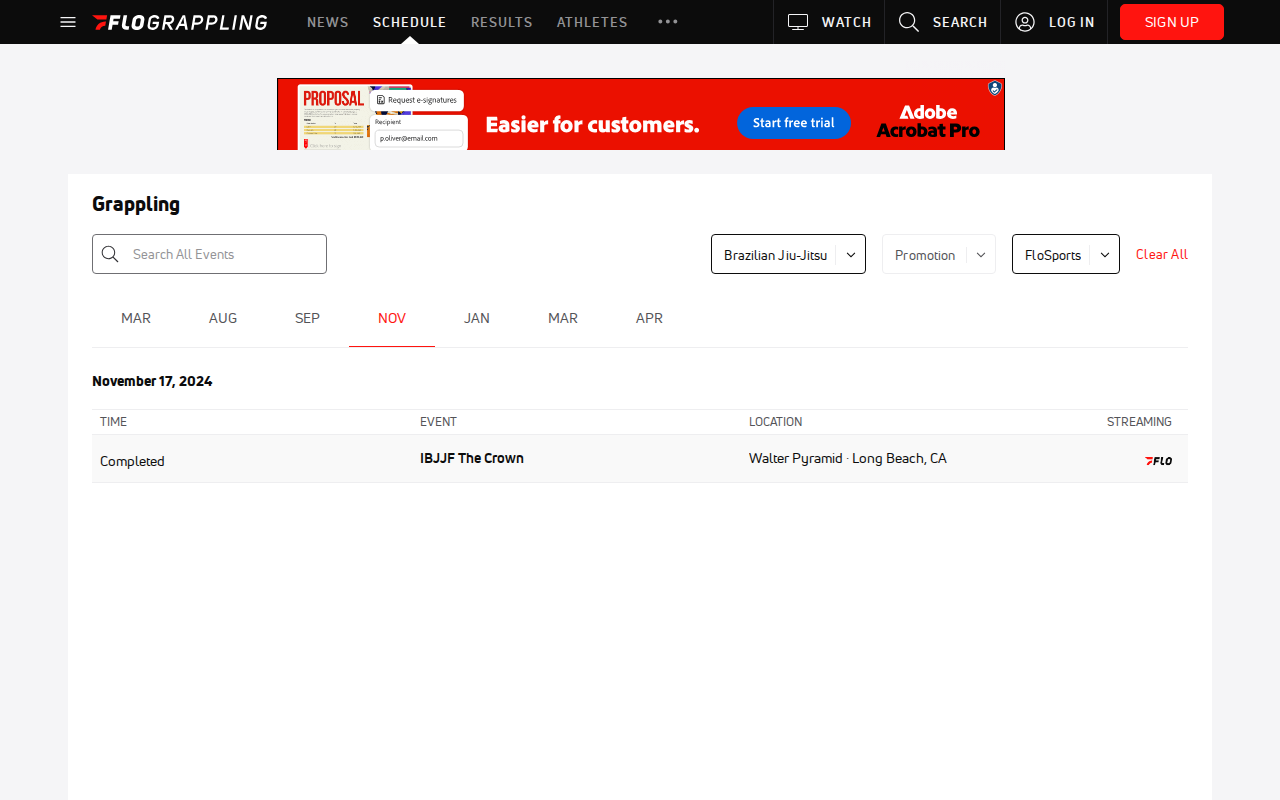 FLOGRAPPLING NEWS SCHEDULE RESULTS ATHLETES WATCH SEARCH LOG IN SIGN UP
PROPOSAL
Request e-signatures
Recipient
p.oliver@email.com
Easier for customers.
Start free trial
Adobe
Acrobat Pro
Grappling
Search All Events
Brazilian Jiu-Jitsu
Promotion
FloSports
Clear All
MAR AUG SEP NOV JAN MAR APR
November 17, 2024
TIME EVENT LOCATION STREAMING
Completed IBJJF The Crown Walter Pyramid · Long Beach, CA FLO